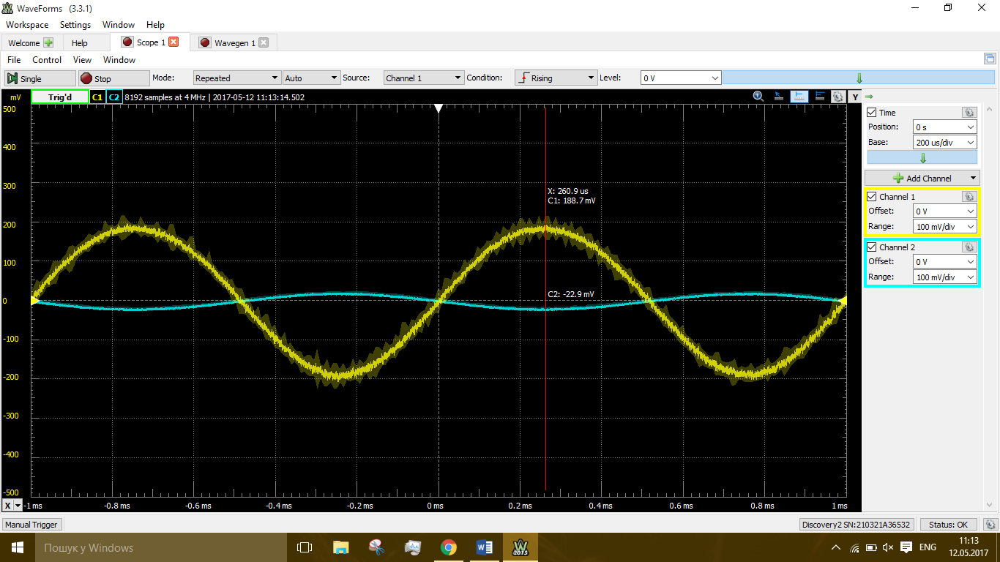 WaveForms (3.3.1)
Workspace Settings Window Help
Welcome Help Scope 1 Wavegen 1
File Control View Window
Single Stop Mode: Repeated Auto Source: Channel 1 Condition: Rising Level: 0 V
mV Trig'd C1 C2 8192 samples at 4 MHz | 2017-05-12 11:13:14.502 Y
500
400
300
200
100
0
-100
-200
-300
-400
-500
X: 260.9 us
C1: 188.7 mV
C2: -22.9 mV
X -1 ms -0.8 ms -0.6 ms -0.4 ms -0.2 ms 0 ms 0.2 ms 0.4 ms 0.6 ms 0.8 ms 1 ms
Time
Position: 0 s
Base: 200 us/div
Add Channel
Channel 1
Offset: 0 V
Range: 100 mV/div
Channel 2
Offset: 0 V
Range: 100 mV/div
Manual Trigger Discovery2 SN:210321A36532 Status: OK
Пошук у Windows
W
2015
ENG
11:13
12.05.2017